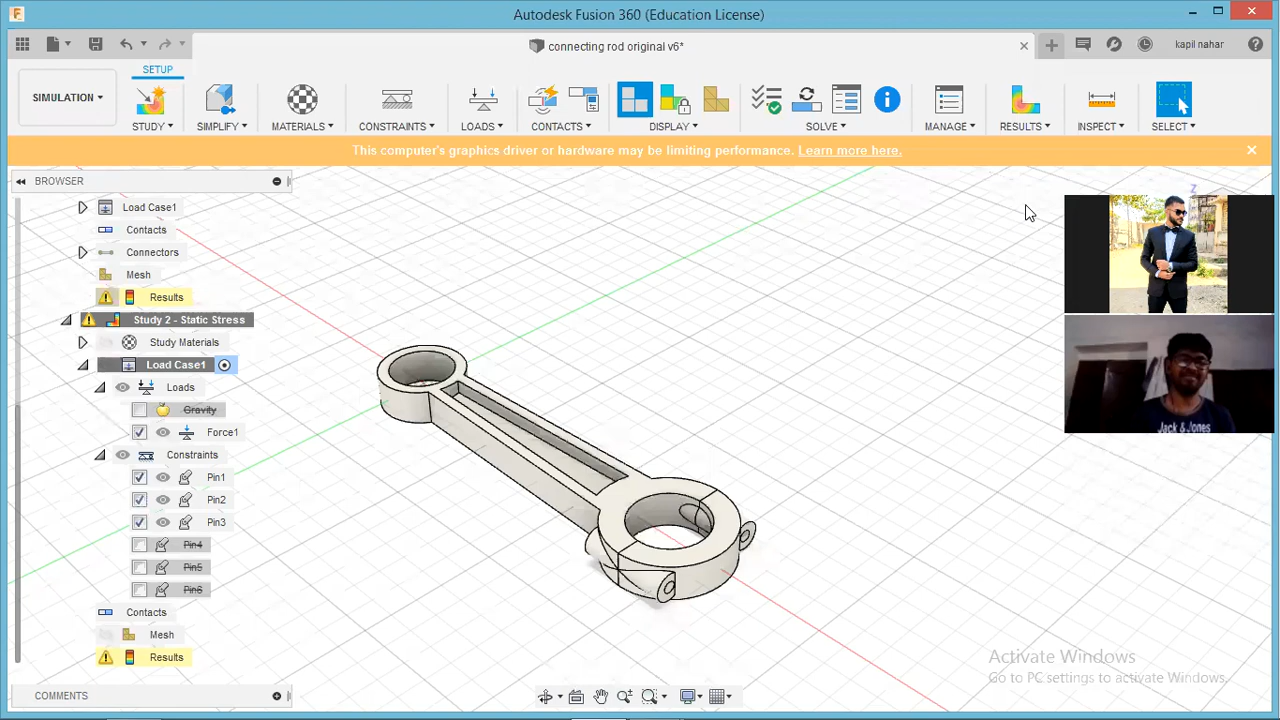 Autodesk Fusion 360 (Education License)
connecting rod original v6*
kapil nahar
SETUP
SIMULATION
STUDY
SIMPLIFY
MATERIALS
CONSTRAINTS
LOADS
CONTACTS
DISPLAY
SOLVE
MANAGE
RESULTS
INSPECT
SELECT
This computer's graphics driver or hardware may be limiting performance. Learn more here.
BROWSER
Load Case1
Contacts
Connectors
Mesh
Results
Study 2 - Static Stress
Study Materials
Load Case1
Loads
Gravity
Force1
Constraints
Pin1
Pin2
Pin3
Pin4
Pin5
Pin6
Contacts
Mesh
Results
COMMENTS
Z
Jack & Jones
Activate Windows
Go to PC settings to activate Windows.